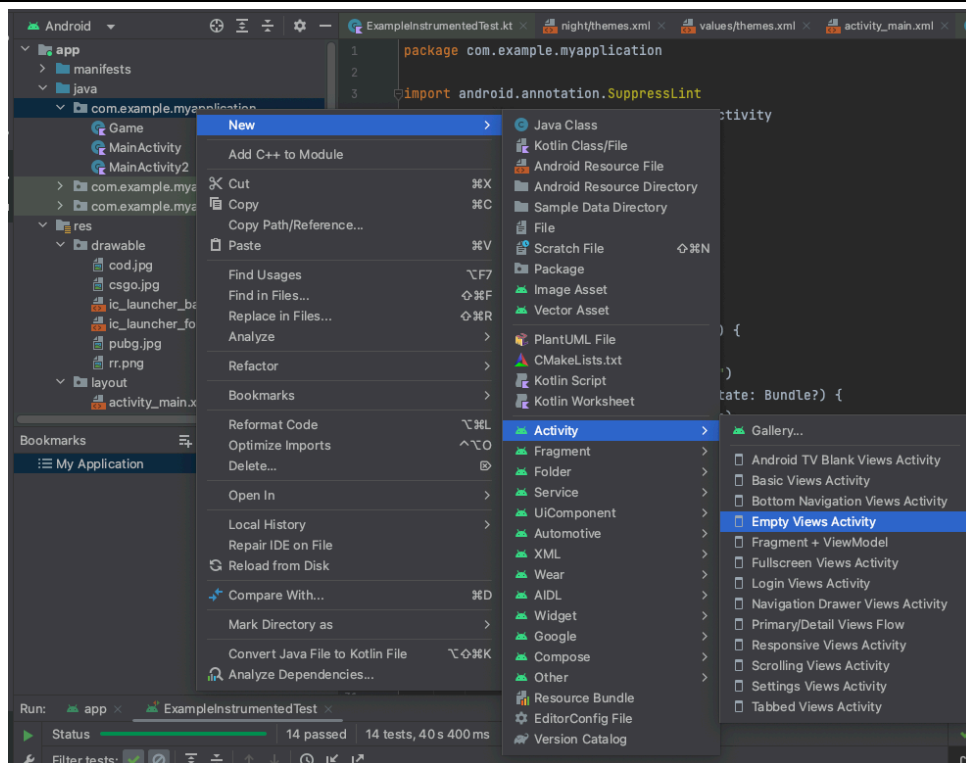 Android
ExampleInstrumentedTest.kt
night/themes.xml
values/themes.xml
activity_main.xml
app
manifests
java
com.example.myapplication
Game
MainActivity
MainActivity2
com.example.mya
com.example.mya
res
drawable
cod.jpg
csgo.jpg
ic_launcher_ba
ic_launcher_fo
pubg.jpg
rr.png
layout
activity_main.x
Bookmarks
My Application
1 package com.example.myapplication
2
3 import android.annotation.SuppressLint
ctivity
) {
")
tate: Bundle?) {
New
Add C++ to Module
Cut ⌘X
Copy ⌘C
Copy Path/Reference...
Paste ⌘V
Find Usages ⌥F7
Find in Files... ⇧⌘F
Replace in Files... ⇧⌘R
Analyze
Refactor
Bookmarks
Reformat Code ⌥⌘L
Optimize Imports ^⌥O
Delete... ⌦
Open In
Local History
Repair IDE on File
Reload from Disk
Compare With... ⌘D
Mark Directory as
Convert Java File to Kotlin File ⌥⇧⌘K
Analyze Dependencies...
Java Class
Kotlin Class/File
Android Resource File
Android Resource Directory
Sample Data Directory
File
Scratch File ⇧⌘N
Package
Image Asset
Vector Asset
PlantUML File
CMakeLists.txt
Kotlin Script
Kotlin Worksheet
Activity
Fragment
Folder
Service
UiComponent
Automotive
XML
Wear
AIDL
Widget
Google
Compose
Other
Resource Bundle
EditorConfig File
Version Catalog
Gallery...
Android TV Blank Views Activity
Basic Views Activity
Bottom Navigation Views Activity
Empty Views Activity
Fragment + ViewModel
Fullscreen Views Activity
Login Views Activity
Navigation Drawer Views Activity
Primary/Detail Views Flow
Responsive Views Activity
Scrolling Views Activity
Settings Views Activity
Tabbed Views Activity
Run: app ExampleInstrumentedTest
Status 14 passed 14 tests, 40 s 400 ms
Filter tests: